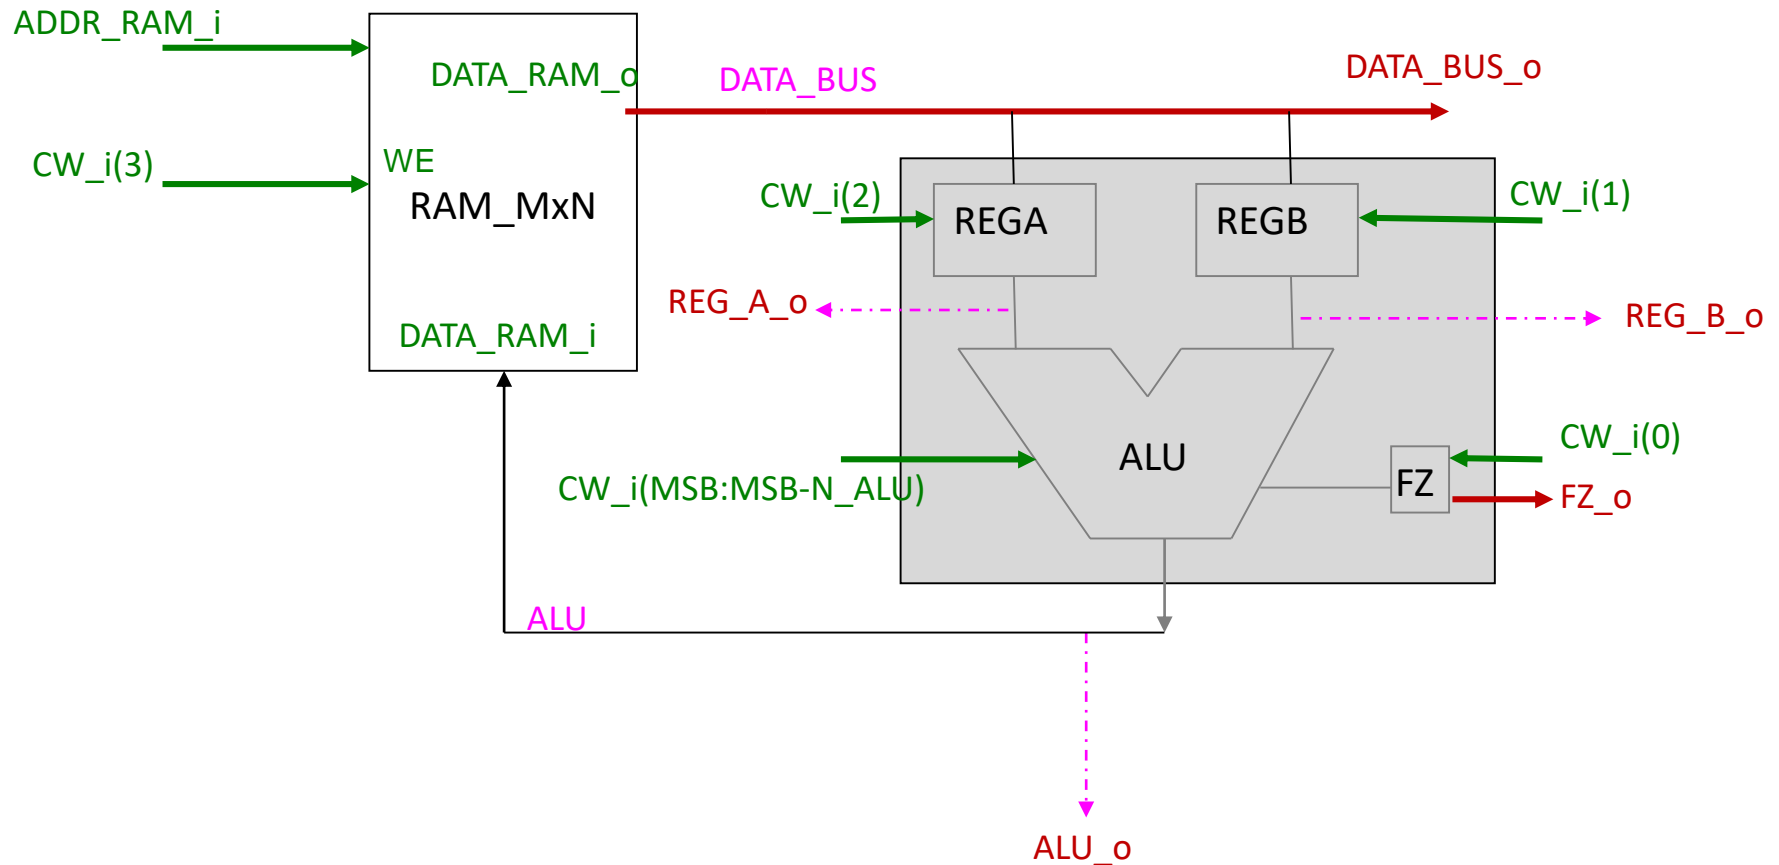 ADDR_RAM_i
DATA_RAM_o
DATA_BUS
DATA_BUS_o
CW_i(3)
WE
RAM_MxN
CW_i(2)
REGA
REGB
CW_i(1)
REG_A_o
REG_B_o
DATA_RAM_i
ALU
CW_i(0)
CW_i(MSB:MSB-N_ALU)
FZ
FZ_o
ALU
ALU_o